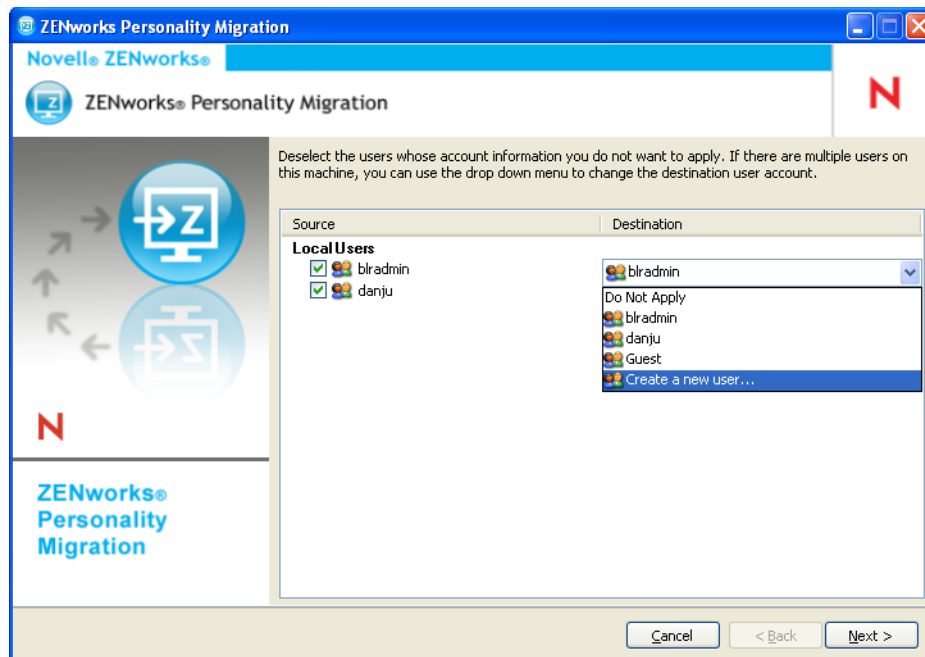 ZENworks Personality Migration
Novell® ZENworks®
ZENworks® Personality Migration
N
Deselect the users whose account information you do not want to apply. If there are multiple users on
this machine, you can use the drop down menu to change the destination user account.
Source Destination
Local Users
blradmin blradmin
danju
Do Not Apply
blradmin
danju
Guest
Create a new user...
Z
Z
N
ZENworks®
Personality
Migration
Cancel < Back Next >